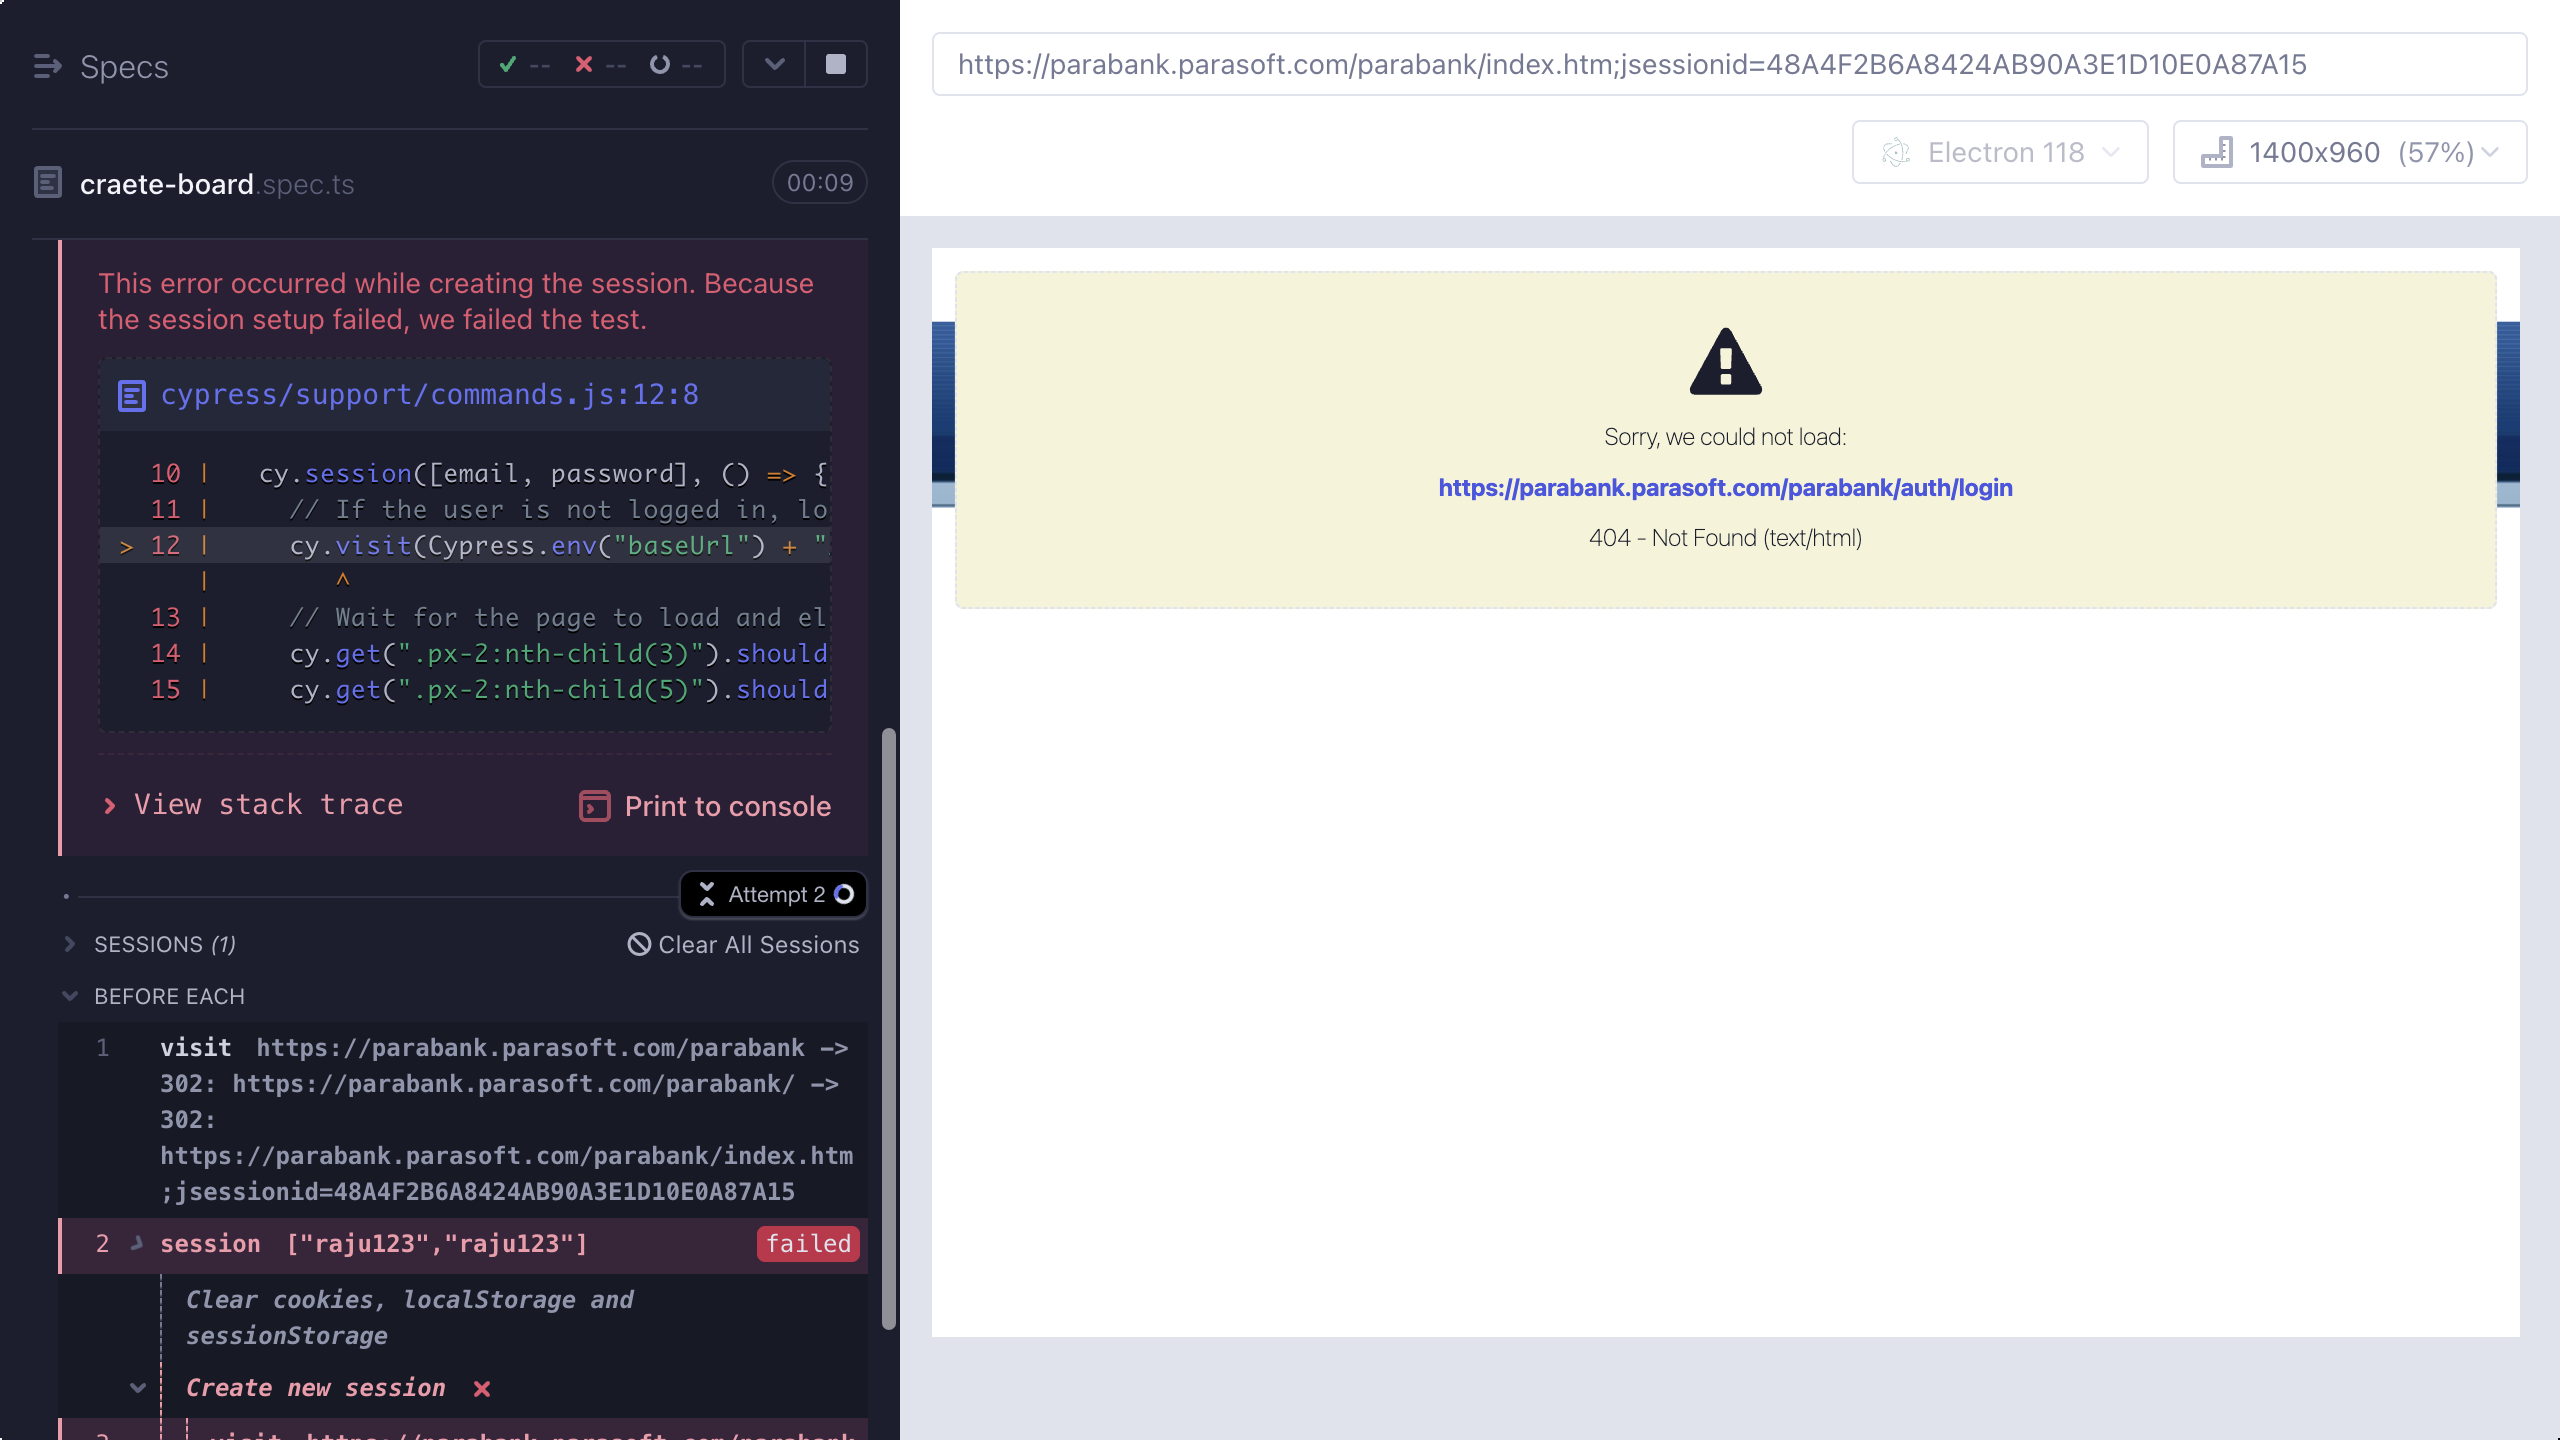 Specs
-- -- --
craete-board.spec.ts
00:09
This error occurred while creating the session. Because
the session setup failed, we failed the test.
cypress/support/commands.js:12:8
10 | cy.session([email, password], () => {
11 | // If the user is not logged in, lo
> 12 | cy.visit(Cypress.env("baseUrl") + "
| ^
13 | // Wait for the page to load and el
14 | cy.get(".px-2:nth-child(3)").should
15 | cy.get(".px-2:nth-child(5)").should
View stack trace
Print to console
Attempt 2
SESSIONS (1)
Clear All Sessions
BEFORE EACH
1 visit https://parabank.parasoft.com/parabank ->
302: https://parabank.parasoft.com/parabank/ ->
302:
https://parabank.parasoft.com/parabank/index.htm
;jsessionid=48A4F2B6A8424AB90A3E1D10E0A87A15
2 session ["raju123","raju123"] failed
Clear cookies, localStorage and
sessionStorage
Create new session
3 visit https://parabank.parasoft.com/parabank
https://parabank.parasoft.com/parabank/index.htm;jsessionid=48A4F2B6A8424AB90A3E1D10E0A87A15
Electron 118
1400x960 (57%)
Sorry, we could not load:
https://parabank.parasoft.com/parabank/auth/login
404 - Not Found (text/html)